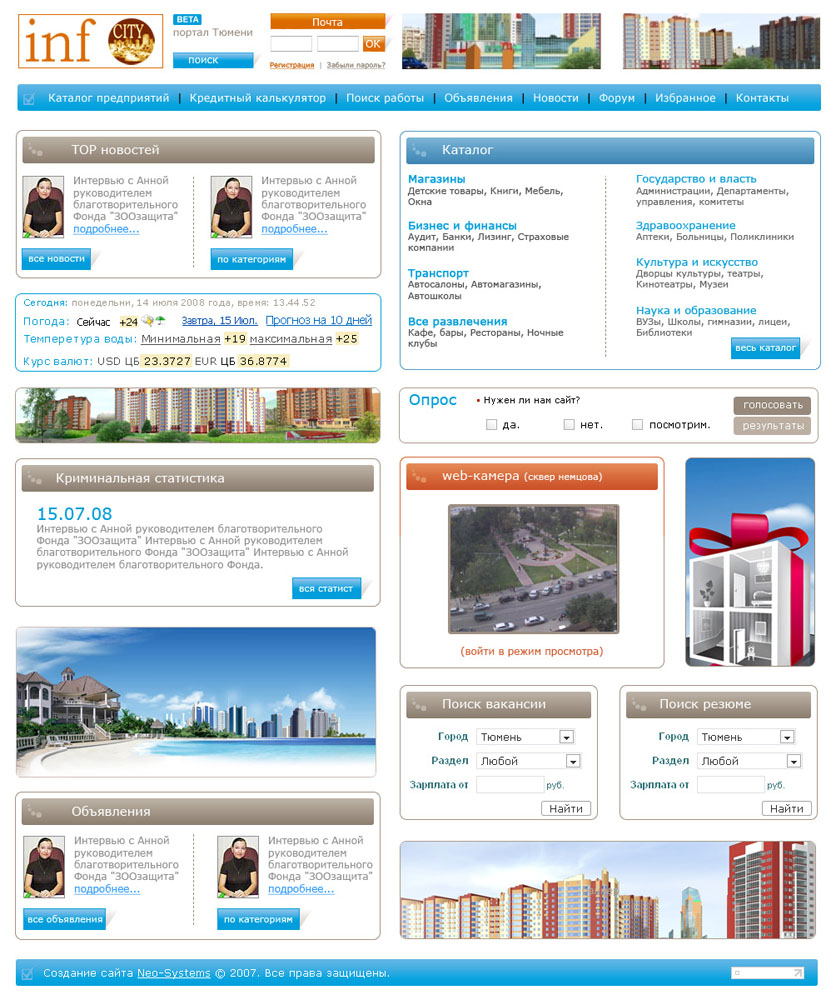 inf CITY
BETA
портал Тюмени
поиск
Почта
OK
Регистрация | Забыли пароль?
Каталог предприятий | Кредитный калькулятор | Поиск работы | Объявления | Новости | Форум | Избранное | Контакты
TOP новостей
Интервью с Анной
руководителем
благотворительного
Фонда "ЗООзащита"
подробнее...
все новости
Интервью с Анной
руководителем
благотворительного
Фонда "ЗООзащита"
подробнее...
по категориям
Каталог
Магазины
Детские товары, Книги, Мебель,
Окна
Бизнес и финансы
Аудит, Банки, Лизинг, Страховые
компании
Транспорт
Автосалоны, Автомагазины,
Автошколы
Все развлечения
Кафе, бары, Рестораны, Ночные
клубы
Государство и власть
Администрации, Департаменты,
управления, комитеты
Здравоохранение
Аптеки, Больницы, Поликлиники
Культура и искусство
Дворцы культуры, театры,
Кинотеатры, Музеи
Наука и образование
ВУЗы, Школы, гимназии, лицеи,
Библиотеки
весь каталог
Сегодня: понедельни, 14 июля 2008 года, время: 13.44.52
Погода: Сейчас +24 Завтра, 15 Июл. Прогноз на 10 дней
Темперетура воды: Минимальная +19 максимальная +25
Курс валют: USD ЦБ 23.3727 EUR ЦБ 36.8774
Опрос
• Нужен ли нам сайт?
да. нет. посмотрим.
голосовать
результаты
Криминальная статистика
15.07.08
Интервью с Анной руководителем благотворительного
Фонда "ЗООзащита" Интервью с Анной руководителем
благотворительного Фонда "ЗООзащита" Интервью с Анной
руководителем благотворительного Фонда.
вся статист
web-камера (сквер немцова)
(войти в режим просмотра)
Поиск вакансии
Город Тюмень
Раздел Любой
Зарплата от руб.
Найти
Поиск резюме
Город Тюмень
Раздел Любой
Зарплата от руб.
Найти
Объявления
Интервью с Анной
руководителем
благотворительного
Фонда "ЗООзащита"
подробнее...
все объявления
Интервью с Анной
руководителем
благотворительного
Фонда "ЗООзащита"
подробнее...
по категориям
Создание сайта Neo-Systems © 2007. Все права защищены.